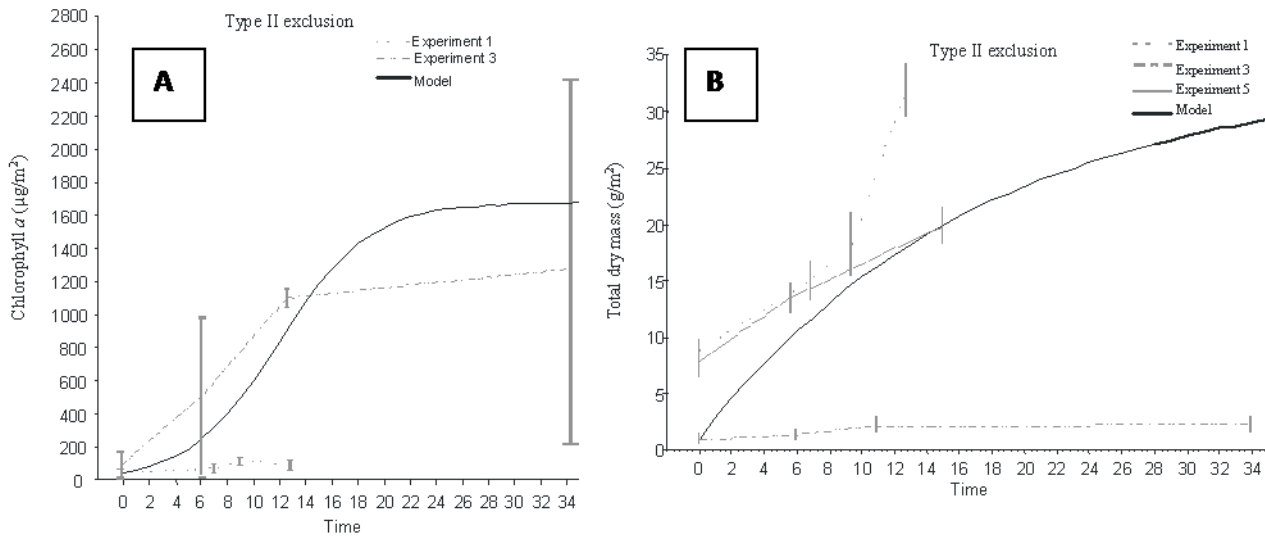 Type II exclusion
A
Experiment 1
Experiment 3
Model
Chlorophyll a (µg/m²)
2800
2600
2400
2200
2000
1800
1600
1400
1200
1000
800
600
400
200
0
0 2 4 6 8 10 12 14 16 18 20 22 24 26 28 30 32 34
Time
Type II exclusion
B
Experiment 1
Experiment 3
Experiment 5
Model
Total dry mass (g/m²)
35
30
25
20
15
10
5
0
0 2 4 6 8 10 12 14 16 18 20 22 24 26 28 30 32 34
Time